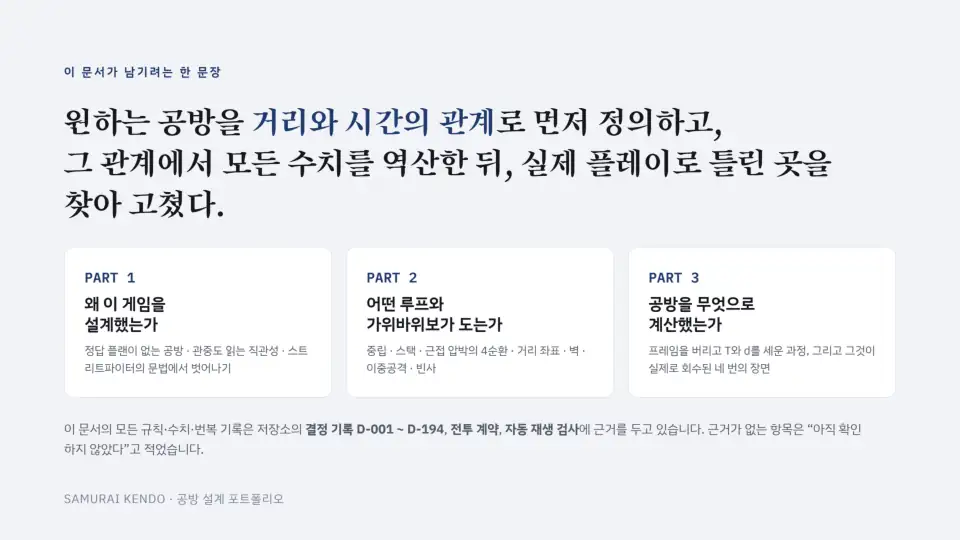 이 문서가 남기려는 한 문장
원하는 공방을 거리와 시간의 관계로 먼저 정의하고,
그 관계에서 모든 수치를 역산한 뒤, 실제 플레이로 틀린 곳을
찾아 고쳤다.
PART 1
왜 이 게임을
설계했는가
정답 플랜이 없는 공방 · 관중도 읽는 직관성 · 스트
리트파이터의 문법에서 벗어나기
PART 2
어떤 루프와
가위바위보가 도는가
중립 · 스택 · 근접 압박의 4순환 · 거리 좌표 · 벽 ·
이중공격 · 빈사
PART 3
공방을 무엇으로
계산했는가
프레임을 버리고 T와 d를 세운 과정, 그리고 그것이
실제로 회수된 네 번의 장면
이 문서의 모든 규칙·수치·번복 기록은 저장소의 결정 기록 D-001 ~ D-194, 전투 계약, 자동 재생 검사에 근거를 두고 있습니다. 근거가 없는 항목은 “아직 확인
하지 않았다”고 적었습니다.
SAMURAI KENDO · 공방 설계 포트폴리오